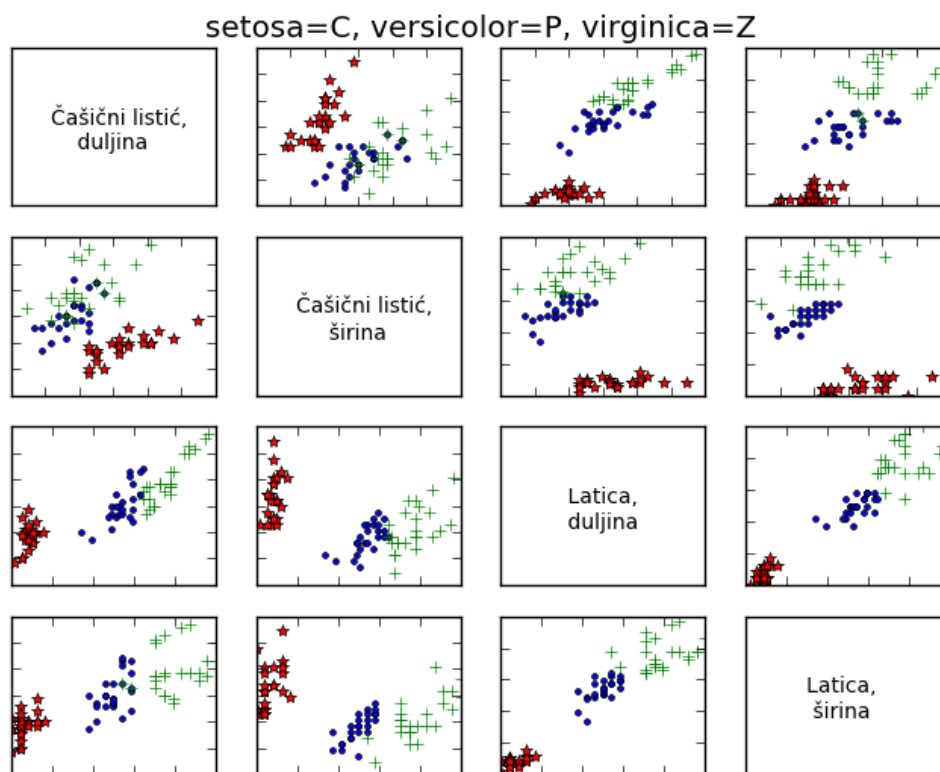 setosa=C, versicolor=P, virginica=Z
Čašični listić,
duljina
Čašični listić,
širina
Latica,
duljina
Latica,
širina